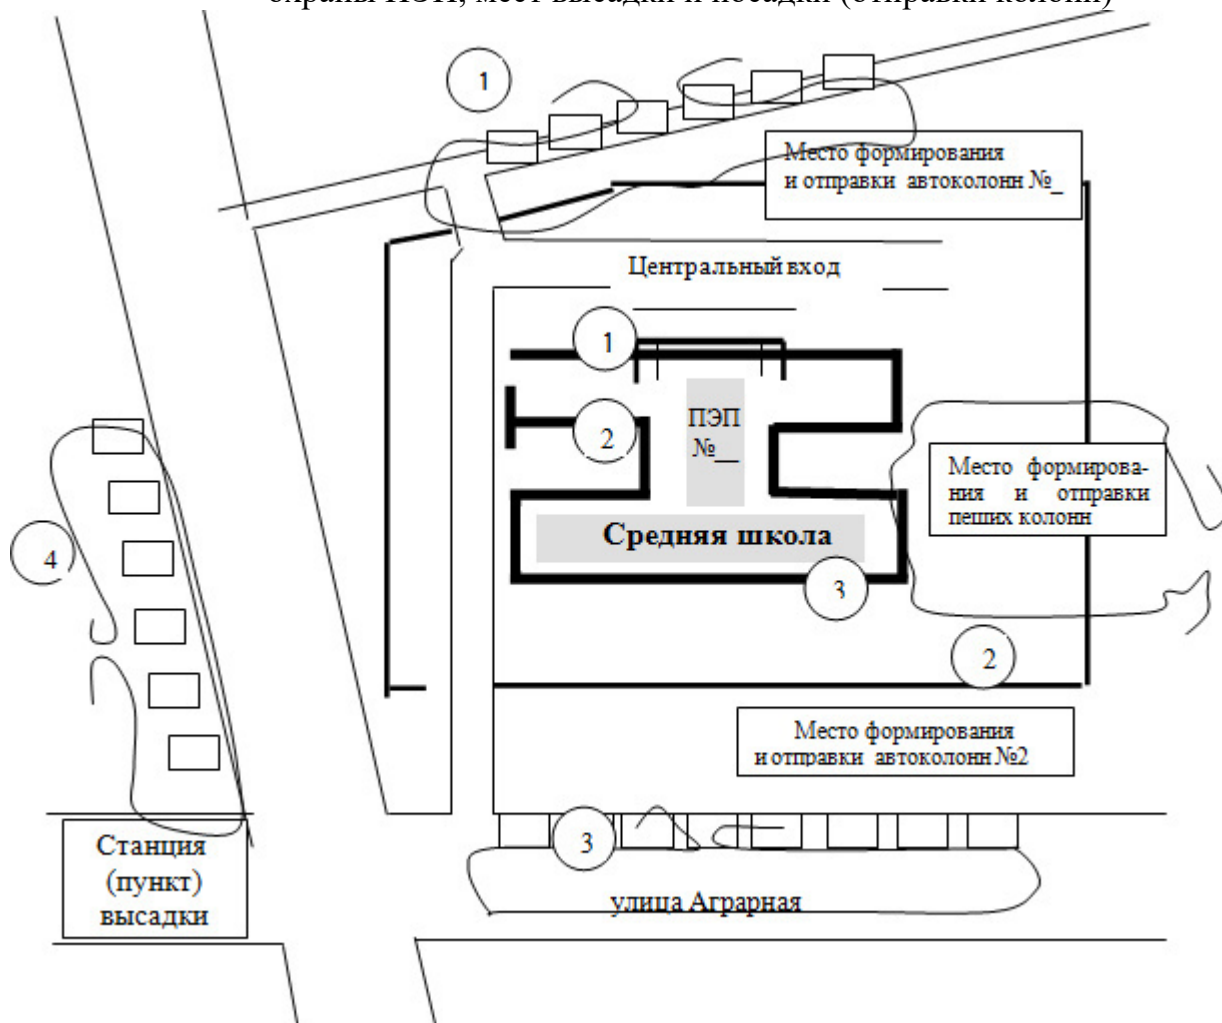 охраны ПЭП, мест высадки и посадки (отправки колонн)
1
Место формирования
и отправки автоколонн №_
Центральный вход
1
ПЭП
№__
2
Место формирова-
ния и отправки
пеших колонн
Средняя школа
4
3
2
Место формирования
и отправки автоколонн №2
3
Станция
(пункт)
высадки
улица Аграрная